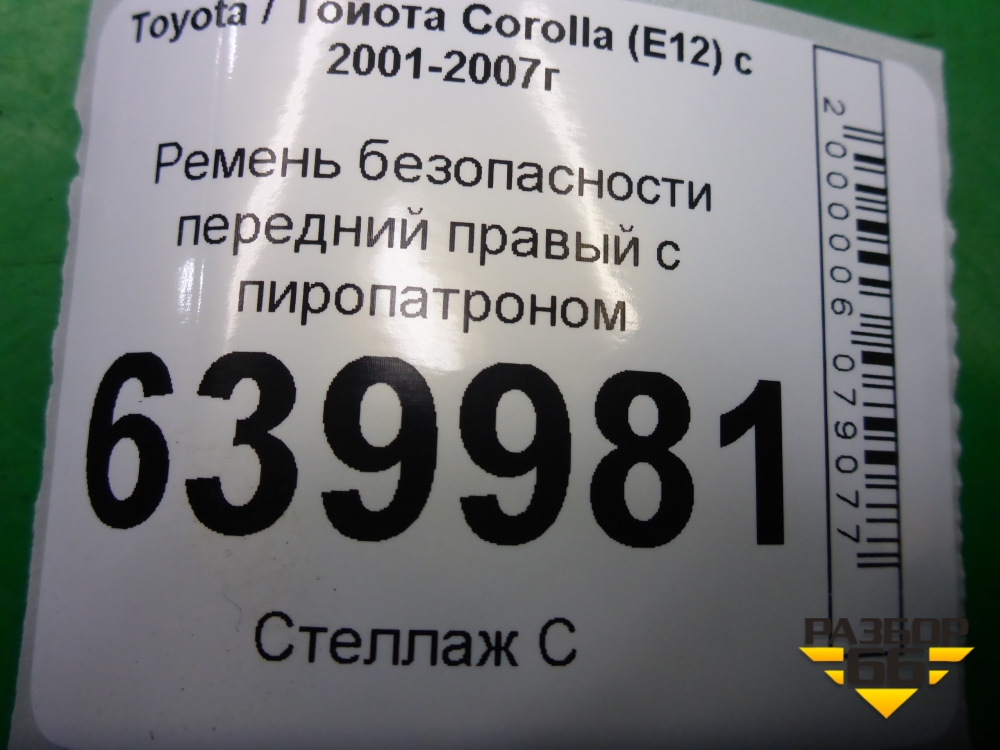 Toyota / Тойота Corolla (E12) с
2001-2007г
Ремень безопасности
передний правый с
пиропатроном
639981
Стеллаж С
2000006079077
РАЗБОР
66